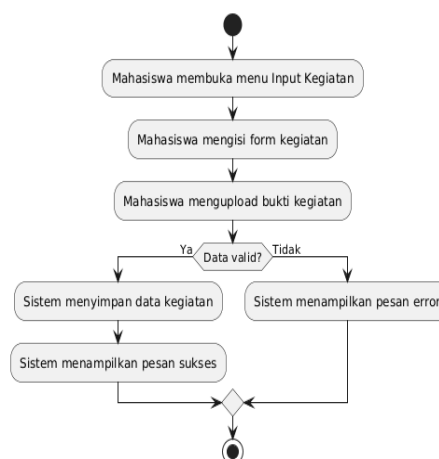 Mahasiswa membuka menu Input Kegiatan
Mahasiswa mengisi form kegiatan
Mahasiswa mengupload bukti kegiatan
Ya
Data valid?
Tidak
Sistem menyimpan data kegiatan
Sistem menampilkan pesan error
Sistem menampilkan pesan sukses